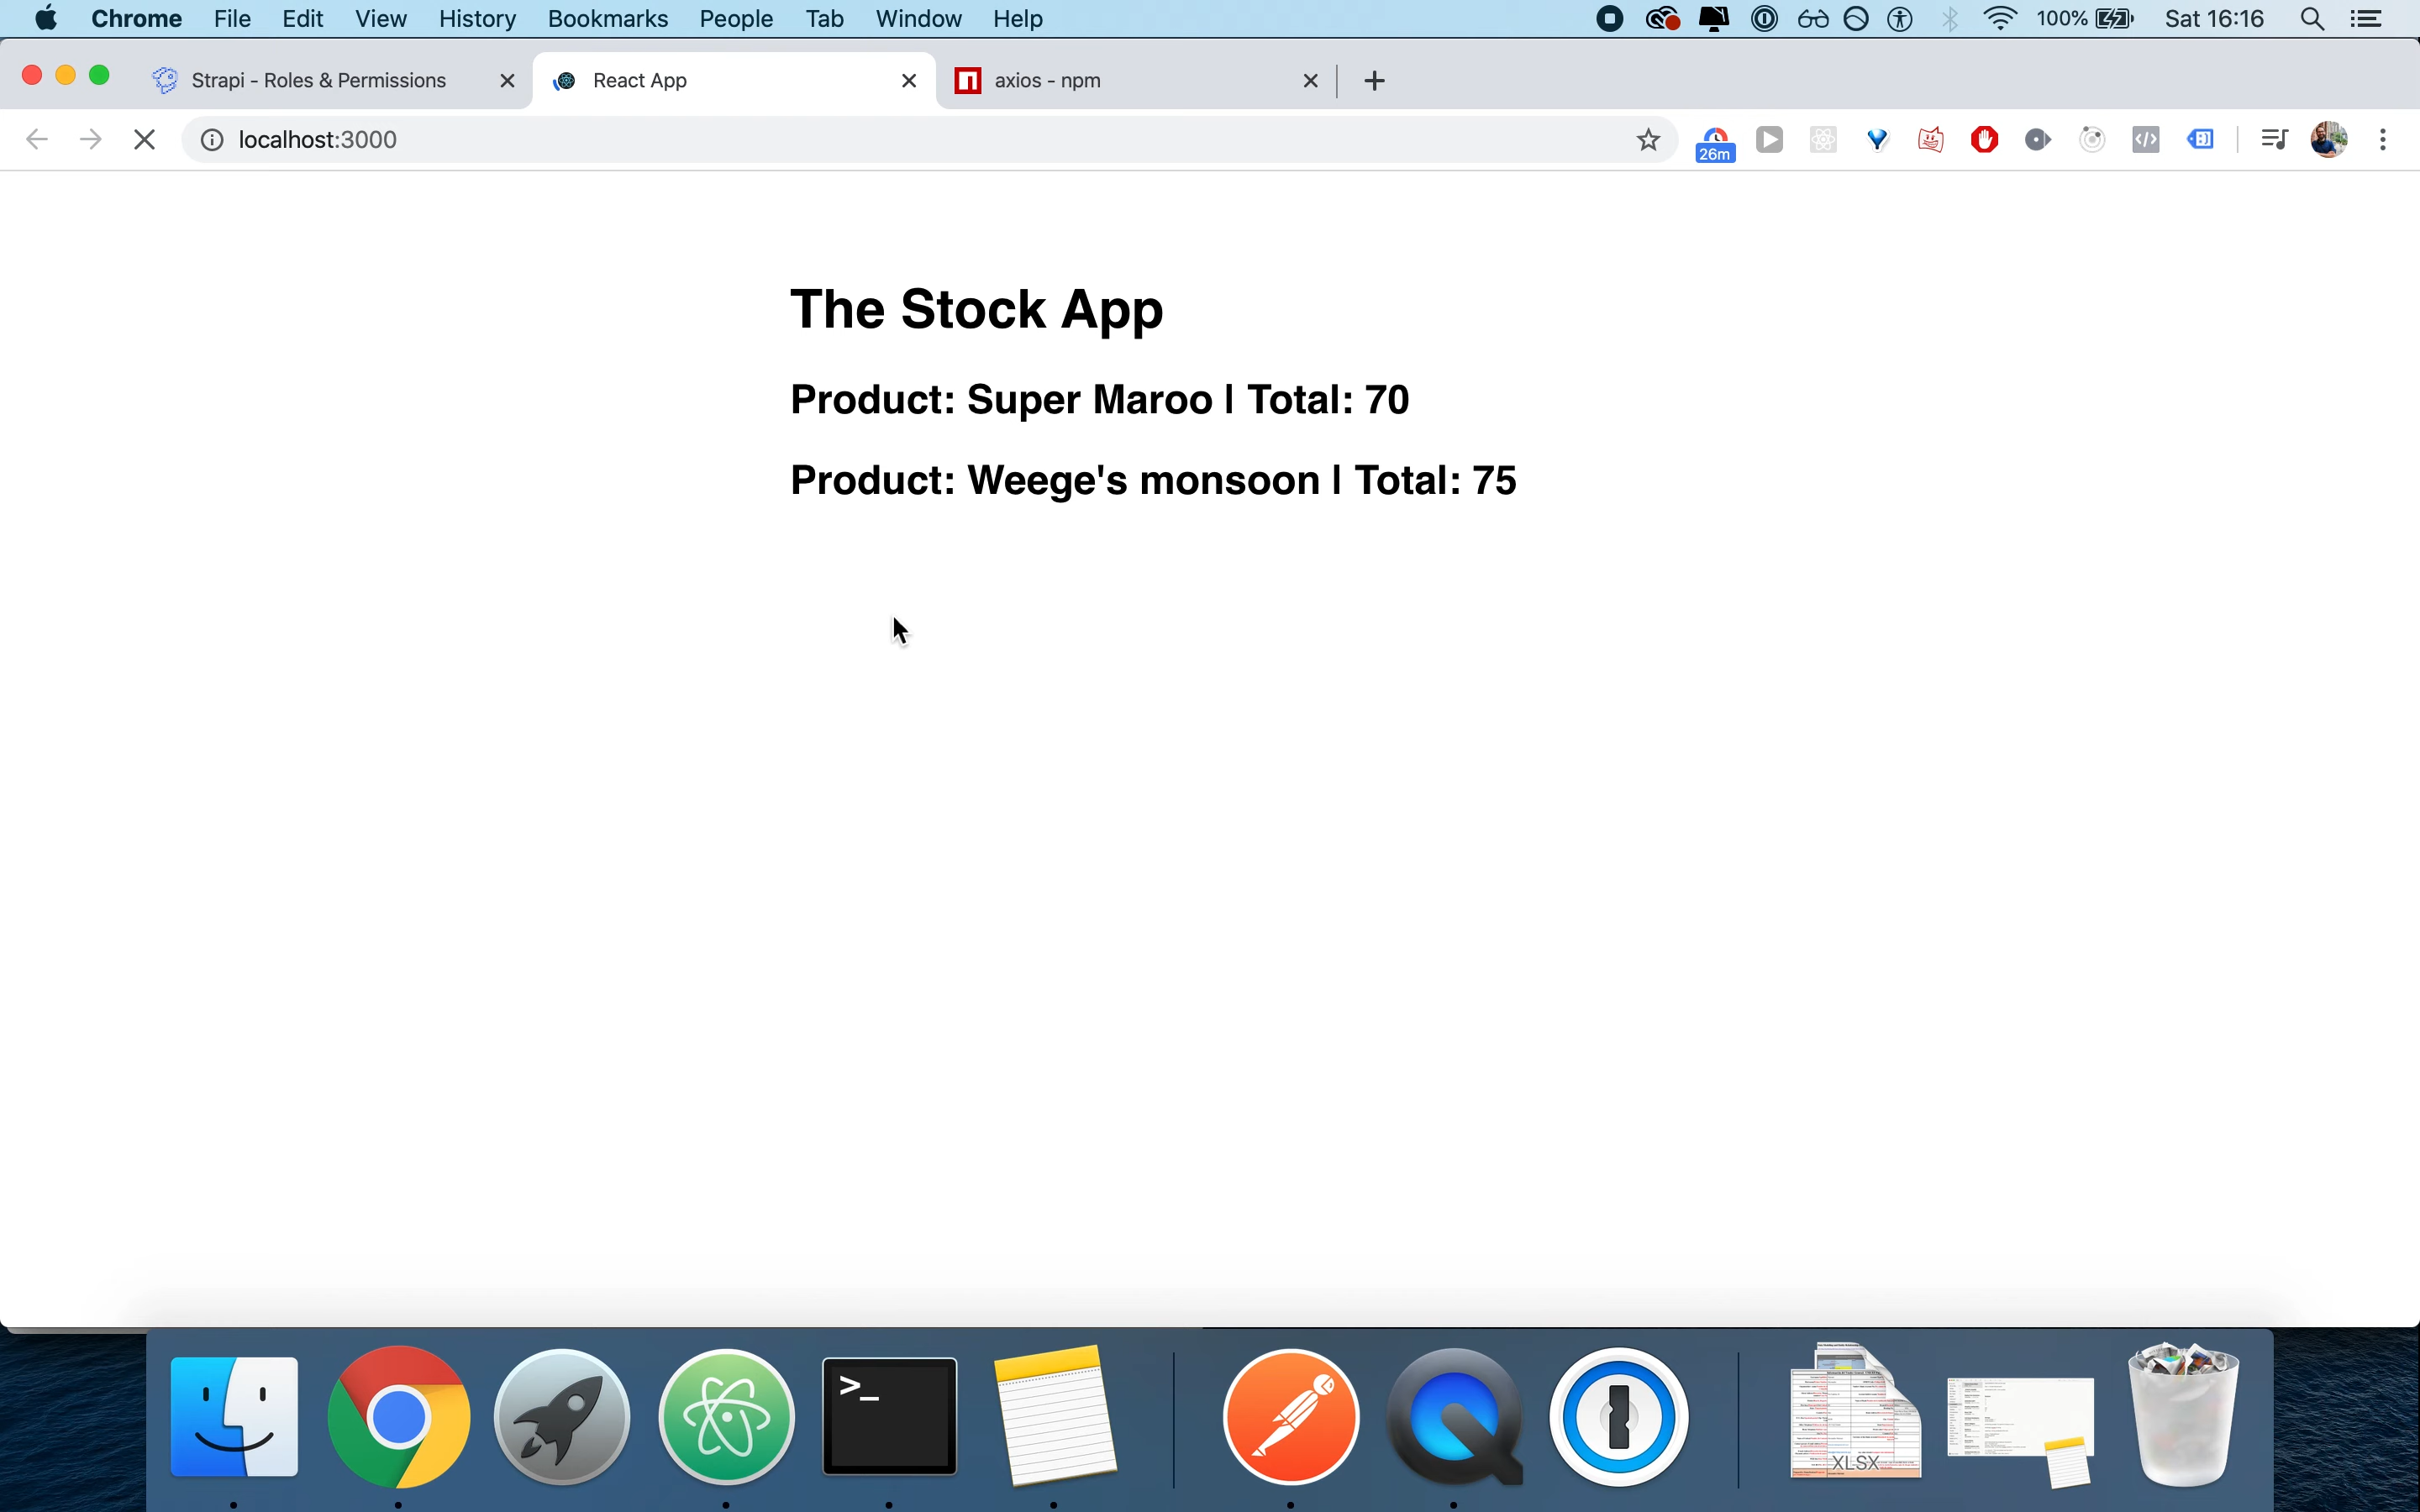 Chrome File Edit View History Bookmarks People Tab Window Help 100% Sat 16:16
Strapi - Roles & Permissions React App axios - npm
localhost:3000 26m
The Stock App
Product: Super Maroo | Total: 70
Product: Weege's monsoon | Total: 75
>_
XLSX